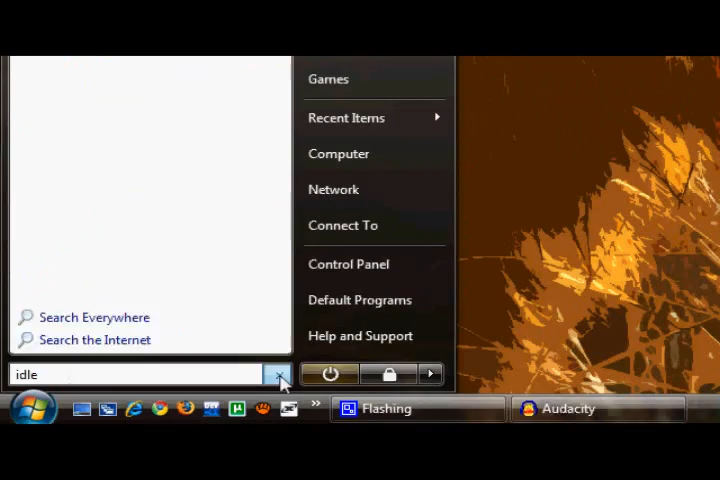 Games
Recent Items
Computer
Network
Connect To
Control Panel
Default Programs
Help and Support
Search Everywhere
Search the Internet
idle
Flashing
Audacity